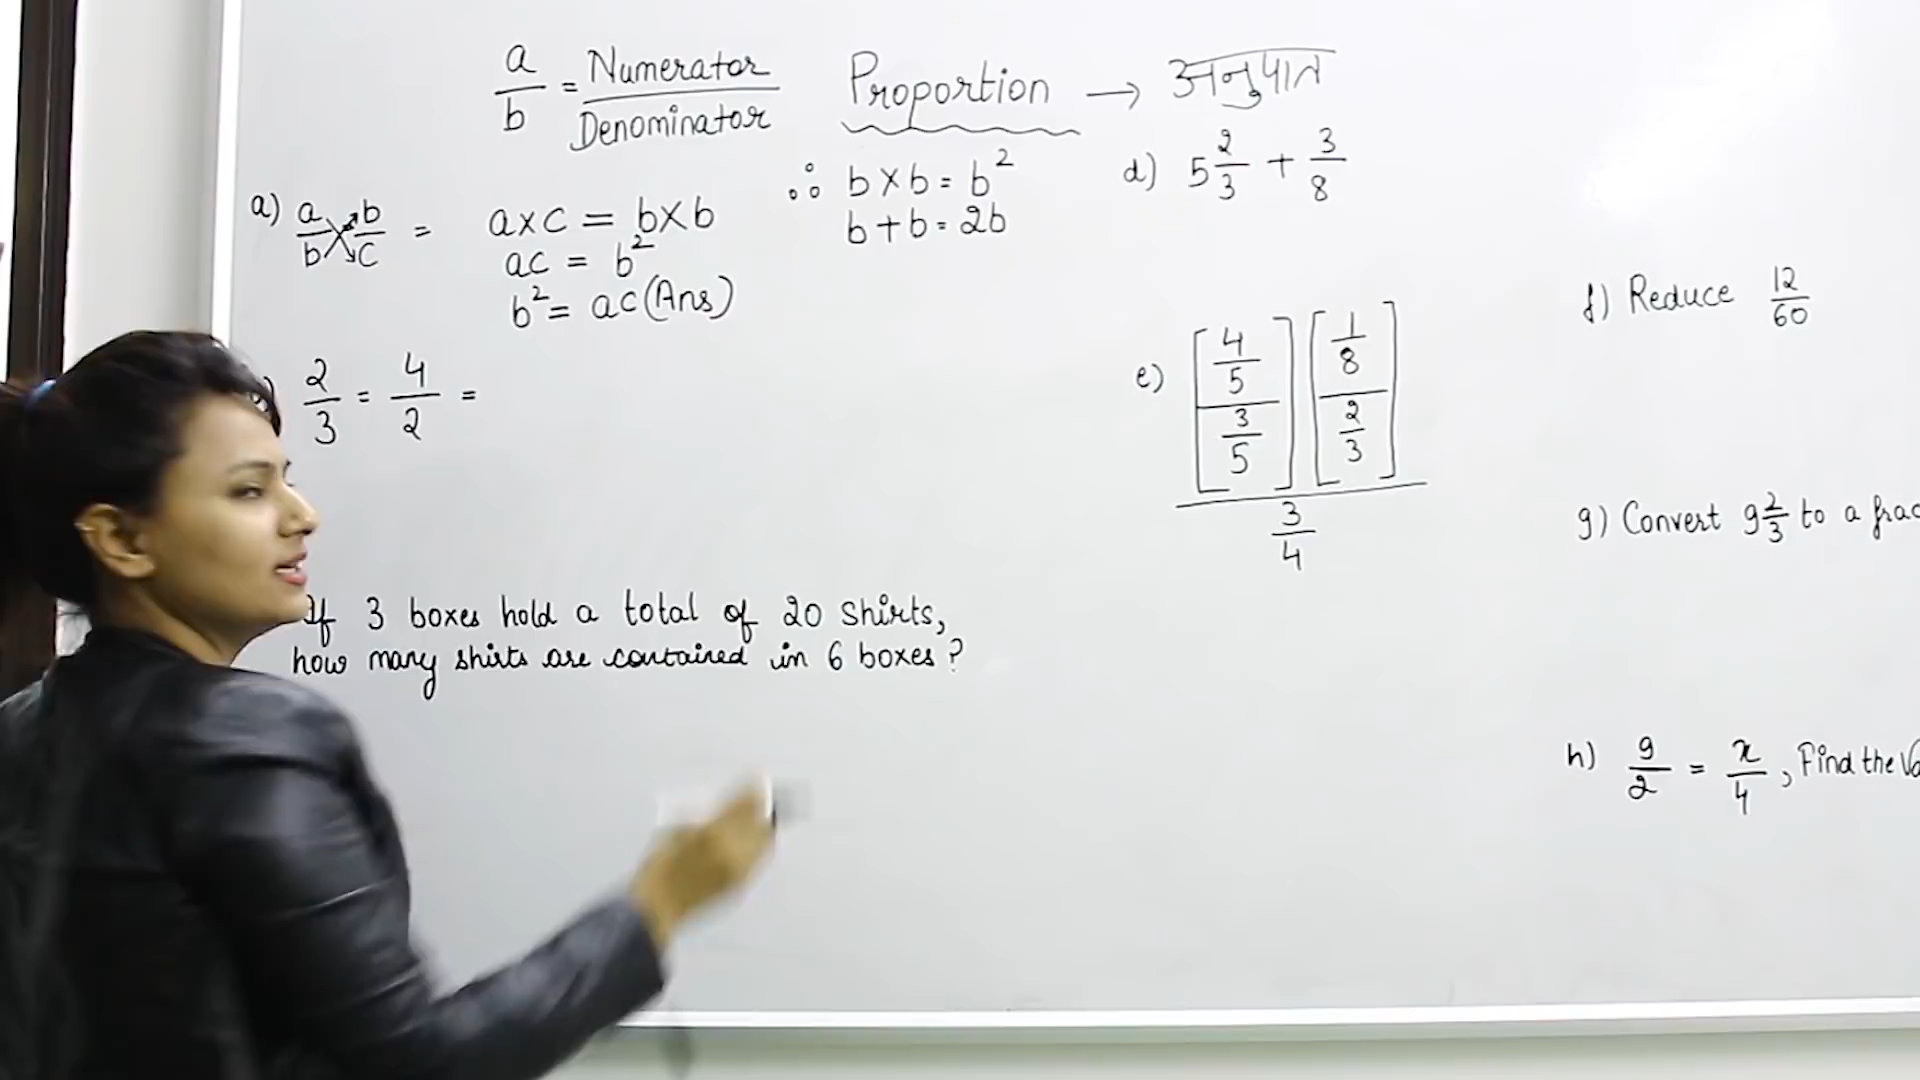 a/b = Numerator/Denominator
Proportion → अनुपात
a) a/b b/c = a×c = b×b
ac = b²
b² = ac (Ans)
∴ b×b = b²
b+b = 2b
) 2/3 = 4/2 =
If 3 boxes hold a total of 20 shirts,
how many shirts are contained in 6 boxes?
d) 5 2/3 + 3/8
e) [4/5 / 3/5] [1/8 / 2/3] / 3/4
f) Reduce 12/60
g) Convert 9 2/3 to a frac
h) 9/2 = x/4, Find the Va